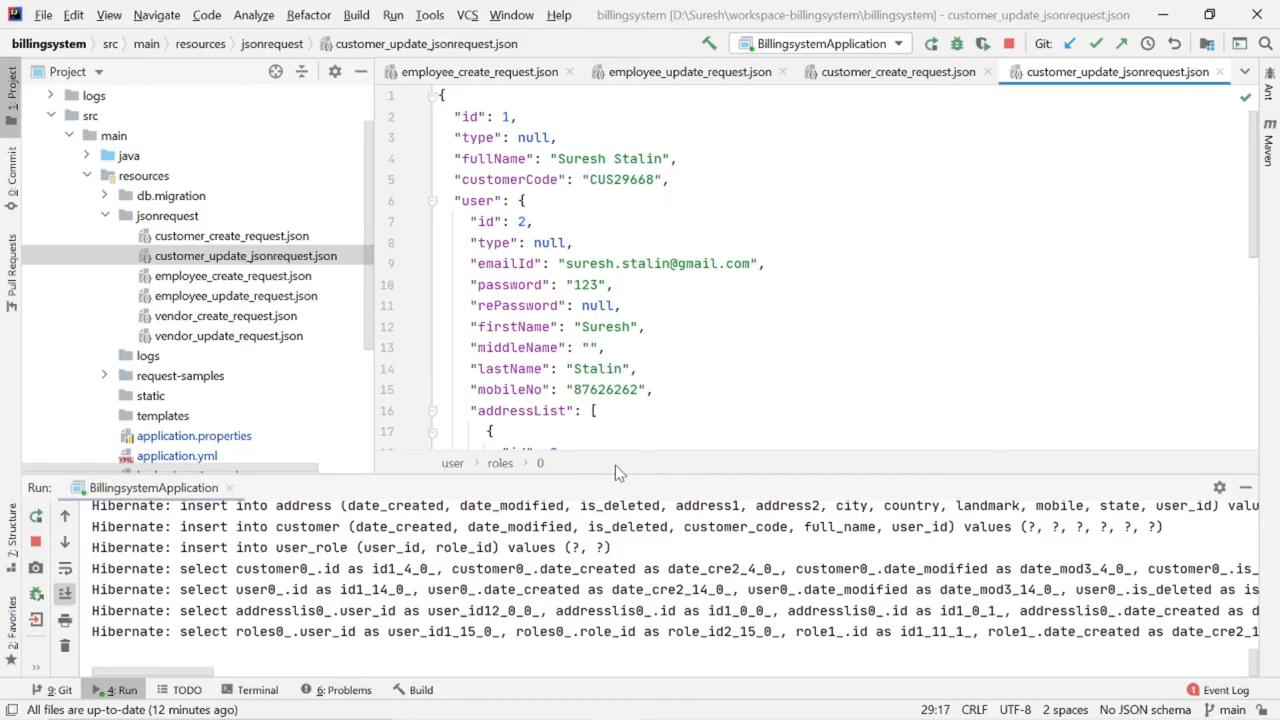 File Edit View Navigate Code Analyze Refactor Build Run Tools VCS Window Help billingsystem [D:\Suresh\workspace-billingsystem\billingsystem] - customer_update_jsonrequest.json
billingsystem src main resources jsonrequest customer_update_jsonrequest.json BillingsystemApplication Git:
Project employee_create_request.json employee_update_request.json customer_create_request.json customer_update_jsonrequest.json
1: Project
0: Commit
Pull Requests
7: Structure
2: Favorites
logs
src
main
java
resources
db.migration
jsonrequest
customer_create_request.json
customer_update_jsonrequest.json
employee_create_request.json
employee_update_request.json
vendor_create_request.json
vendor_update_request.json
logs
request-samples
static
templates
application.properties
application.yml
1 {
2 "id": 1,
3 "type": null,
4 "fullName": "Suresh Stalin",
5 "customerCode": "CUS29668",
6 "user": {
7 "id": 2,
8 "type": null,
9 "emailId": "suresh.stalin@gmail.com",
10 "password": "123",
11 "rePassword": null,
12 "firstName": "Suresh",
13 "middleName": "",
14 "lastName": "Stalin",
15 "mobileNo": "87626262",
16 "addressList": [
17 {
user roles 0
Ant
m
Maven
Run: BillingsystemApplication
Hibernate: insert into address (date_created, date_modified, is_deleted, address1, address2, city, country, landmark, mobile, state, user_id) valu
Hibernate: insert into customer (date_created, date_modified, is_deleted, customer_code, full_name, user_id) values (?, ?, ?, ?, ?, ?)
Hibernate: insert into user_role (user_id, role_id) values (?, ?)
Hibernate: select customer0_.id as id1_4_0_, customer0_.date_created as date_cre2_4_0_, customer0_.date_modified as date_mod3_4_0_, customer0_.is_
Hibernate: select user0_.id as id1_14_0_, user0_.date_created as date_cre2_14_0_, user0_.date_modified as date_mod3_14_0_, user0_.is_deleted as is
Hibernate: select addresslis0_.user_id as user_id12_0_0_, addresslis0_.id as id1_0_0_, addresslis0_.id as id1_0_1_, addresslis0_.date_created as d
Hibernate: select roles0_.user_id as user_id1_15_0_, roles0_.role_id as role_id2_15_0_, role1_.id as id1_11_1_, role1_.date_created as date_cre2_1
9: Git 4: Run TODO Terminal 6: Problems Build 1 Event Log
All files are up-to-date (12 minutes ago) 29:17 CRLF UTF-8 2 spaces No JSON schema main